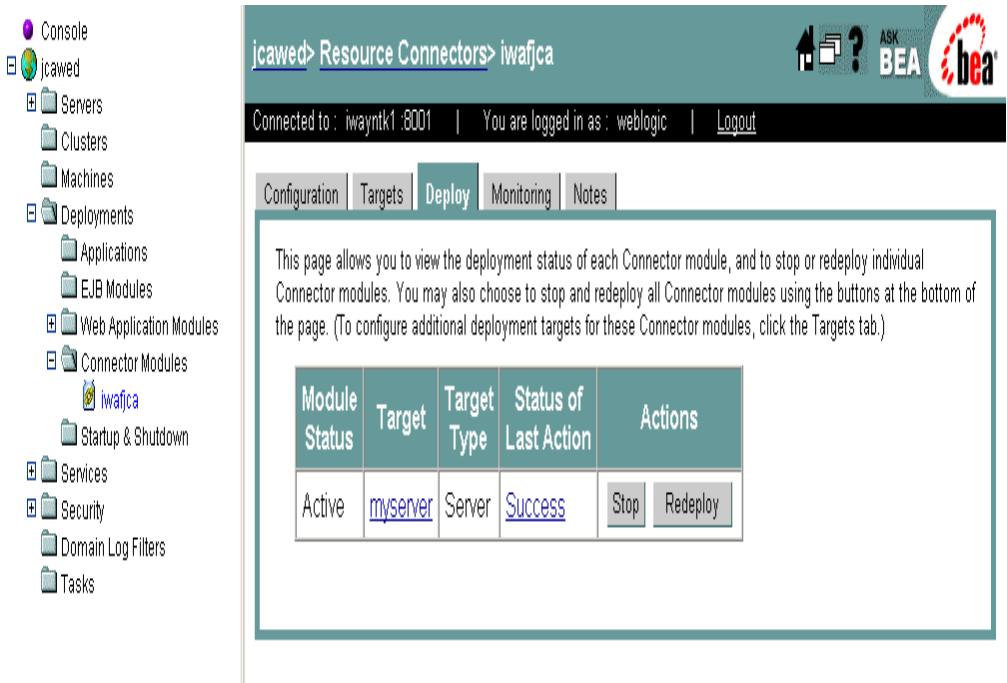 Console
jcawed
Servers
Clusters
Machines
Deployments
Applications
EJB Modules
Web Application Modules
Connector Modules
iwafjca
Startup & Shutdown
Services
Security
Domain Log Filters
Tasks
jcawed> Resource Connectors> iwafjca
?
ASK
BEA
bea
Connected to : iwayntk1 :8001 | You are logged in as : weblogic | Logout
Configuration Targets Deploy Monitoring Notes
This page allows you to view the deployment status of each Connector module, and to stop or redeploy individual
Connector modules. You may also choose to stop and redeploy all Connector modules using the buttons at the bottom of
the page. (To configure additional deployment targets for these Connector modules, click the Targets tab.)
Module Status Target Target Type Status of Last Action Actions
Active myserver Server Success Stop Redeploy